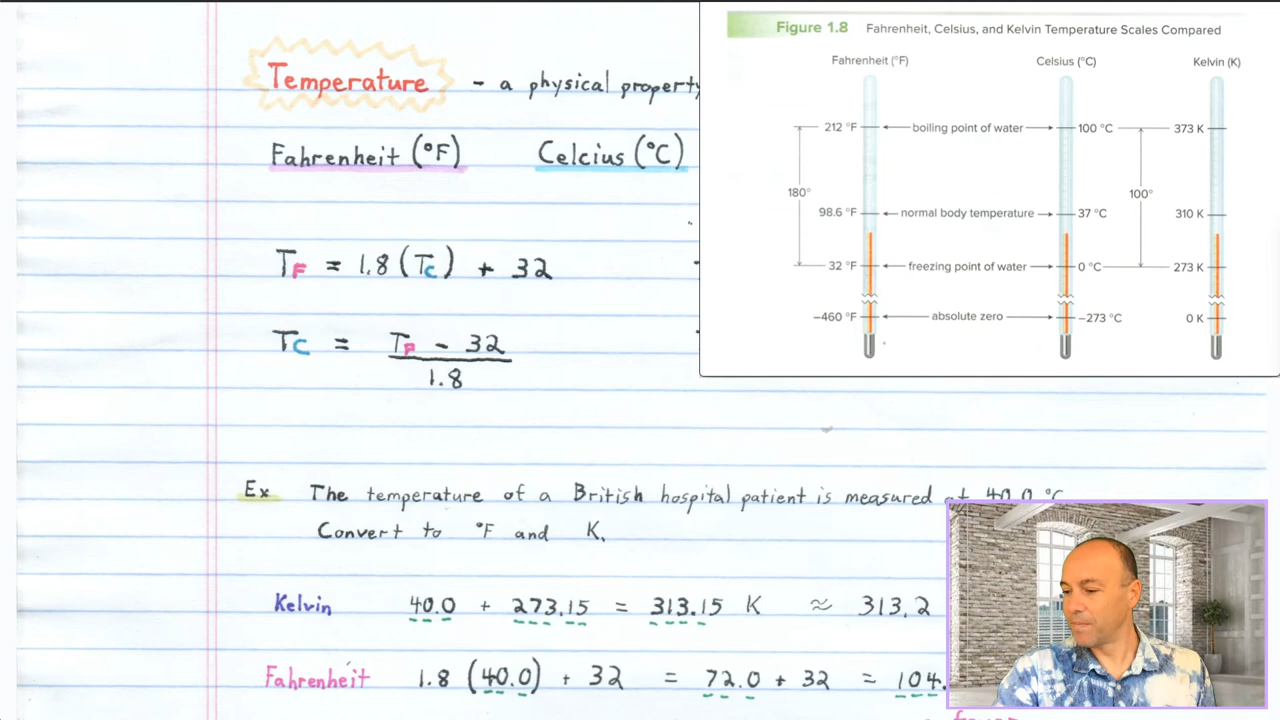 Figure 1.8 Fahrenheit, Celsius, and Kelvin Temperature Scales Compared
Fahrenheit (°F) Celsius (°C) Kelvin (K)
212 °F boiling point of water 100 °C 373 K
180° 100°
98.6 °F normal body temperature 37 °C 310 K
32 °F freezing point of water 0 °C 273 K
−460 °F absolute zero −273 °C 0 K
Temperature - a physical property
Fahrenheit (°F) Celcius (°C)
TF = 1.8 (TC) + 32
TC = TF - 32
1.8
Ex The temperature of a British hospital patient is measured at 40.0 °C
Convert to °F and K.
Kelvin 40.0 + 273.15 = 313.15 K ≈ 313.2
Fahrenheit 1.8 (40.0) + 32 = 72.0 + 32 = 104.